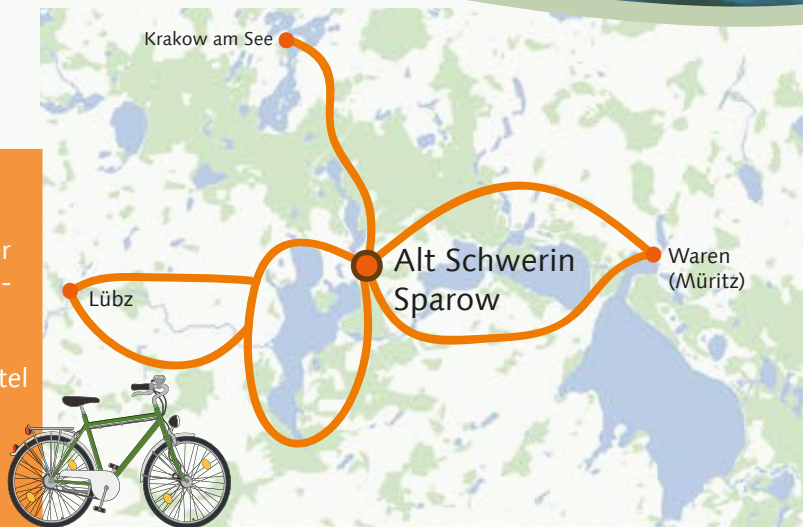 Krakow am See
Alt Schwerin
Sparow
Waren
(Müritz)
Lübz